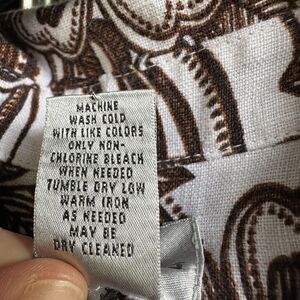 MACHINE
WASH COLD
WITH LIKE COLORS
ONLY NON-
CHLORINE BLEACH
WHEN NEEDED
TUMBLE DRY LOW
WARM IRON
AS NEEDED
MAY BE
DRY CLEANED